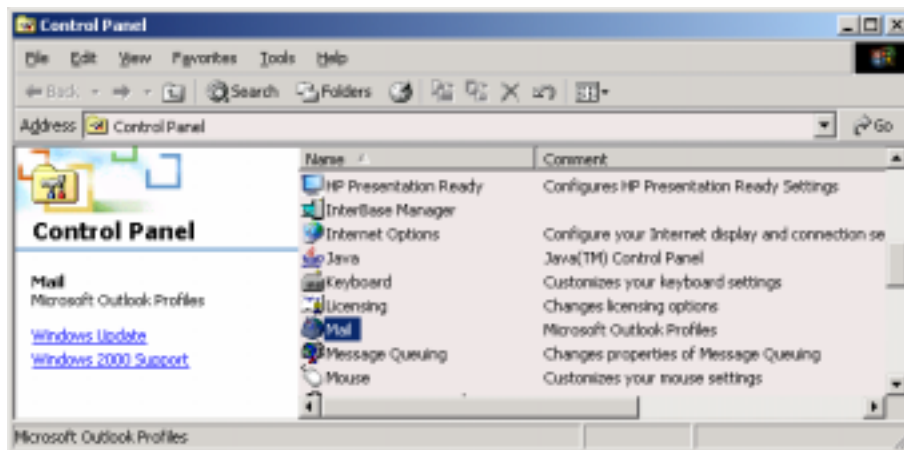 Control Panel
File Edit View Favorites Tools Help
Back Search Folders
Address Control Panel Go
Name Comment
HP Presentation Ready Configures HP Presentation Ready Settings
InterBase Manager
Control Panel
Internet Options Configure your Internet display and connection se
Java Java(TM) Control Panel
Mail
Keyboard Customizes your keyboard settings
Microsoft Outlook Profiles
Licensing Changes licensing options
Windows Update
Mail Microsoft Outlook Profiles
Windows 2000 Support
Message Queuing Changes properties of Message Queuing
Mouse Customizes your mouse settings
Microsoft Outlook Profiles